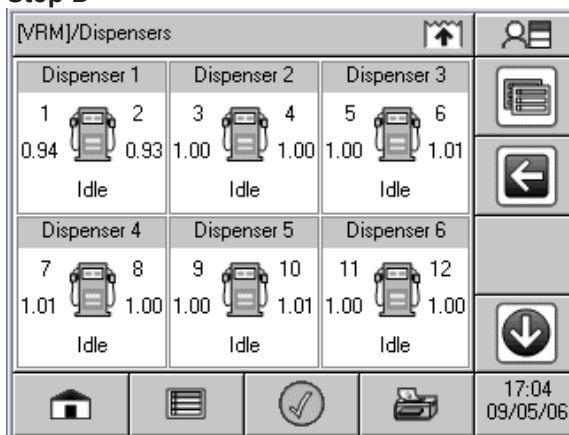 [VRM]/Dispensers
Dispenser 1 Dispenser 2 Dispenser 3
1 2 3 4 5 6
0.94 0.93 1.00 1.00 1.00 1.01
Idle Idle Idle
Dispenser 4 Dispenser 5 Dispenser 6
7 8 9 10 11 12
1.01 1.00 1.00 1.01 1.00 1.00
Idle Idle Idle
17:04
09/05/06